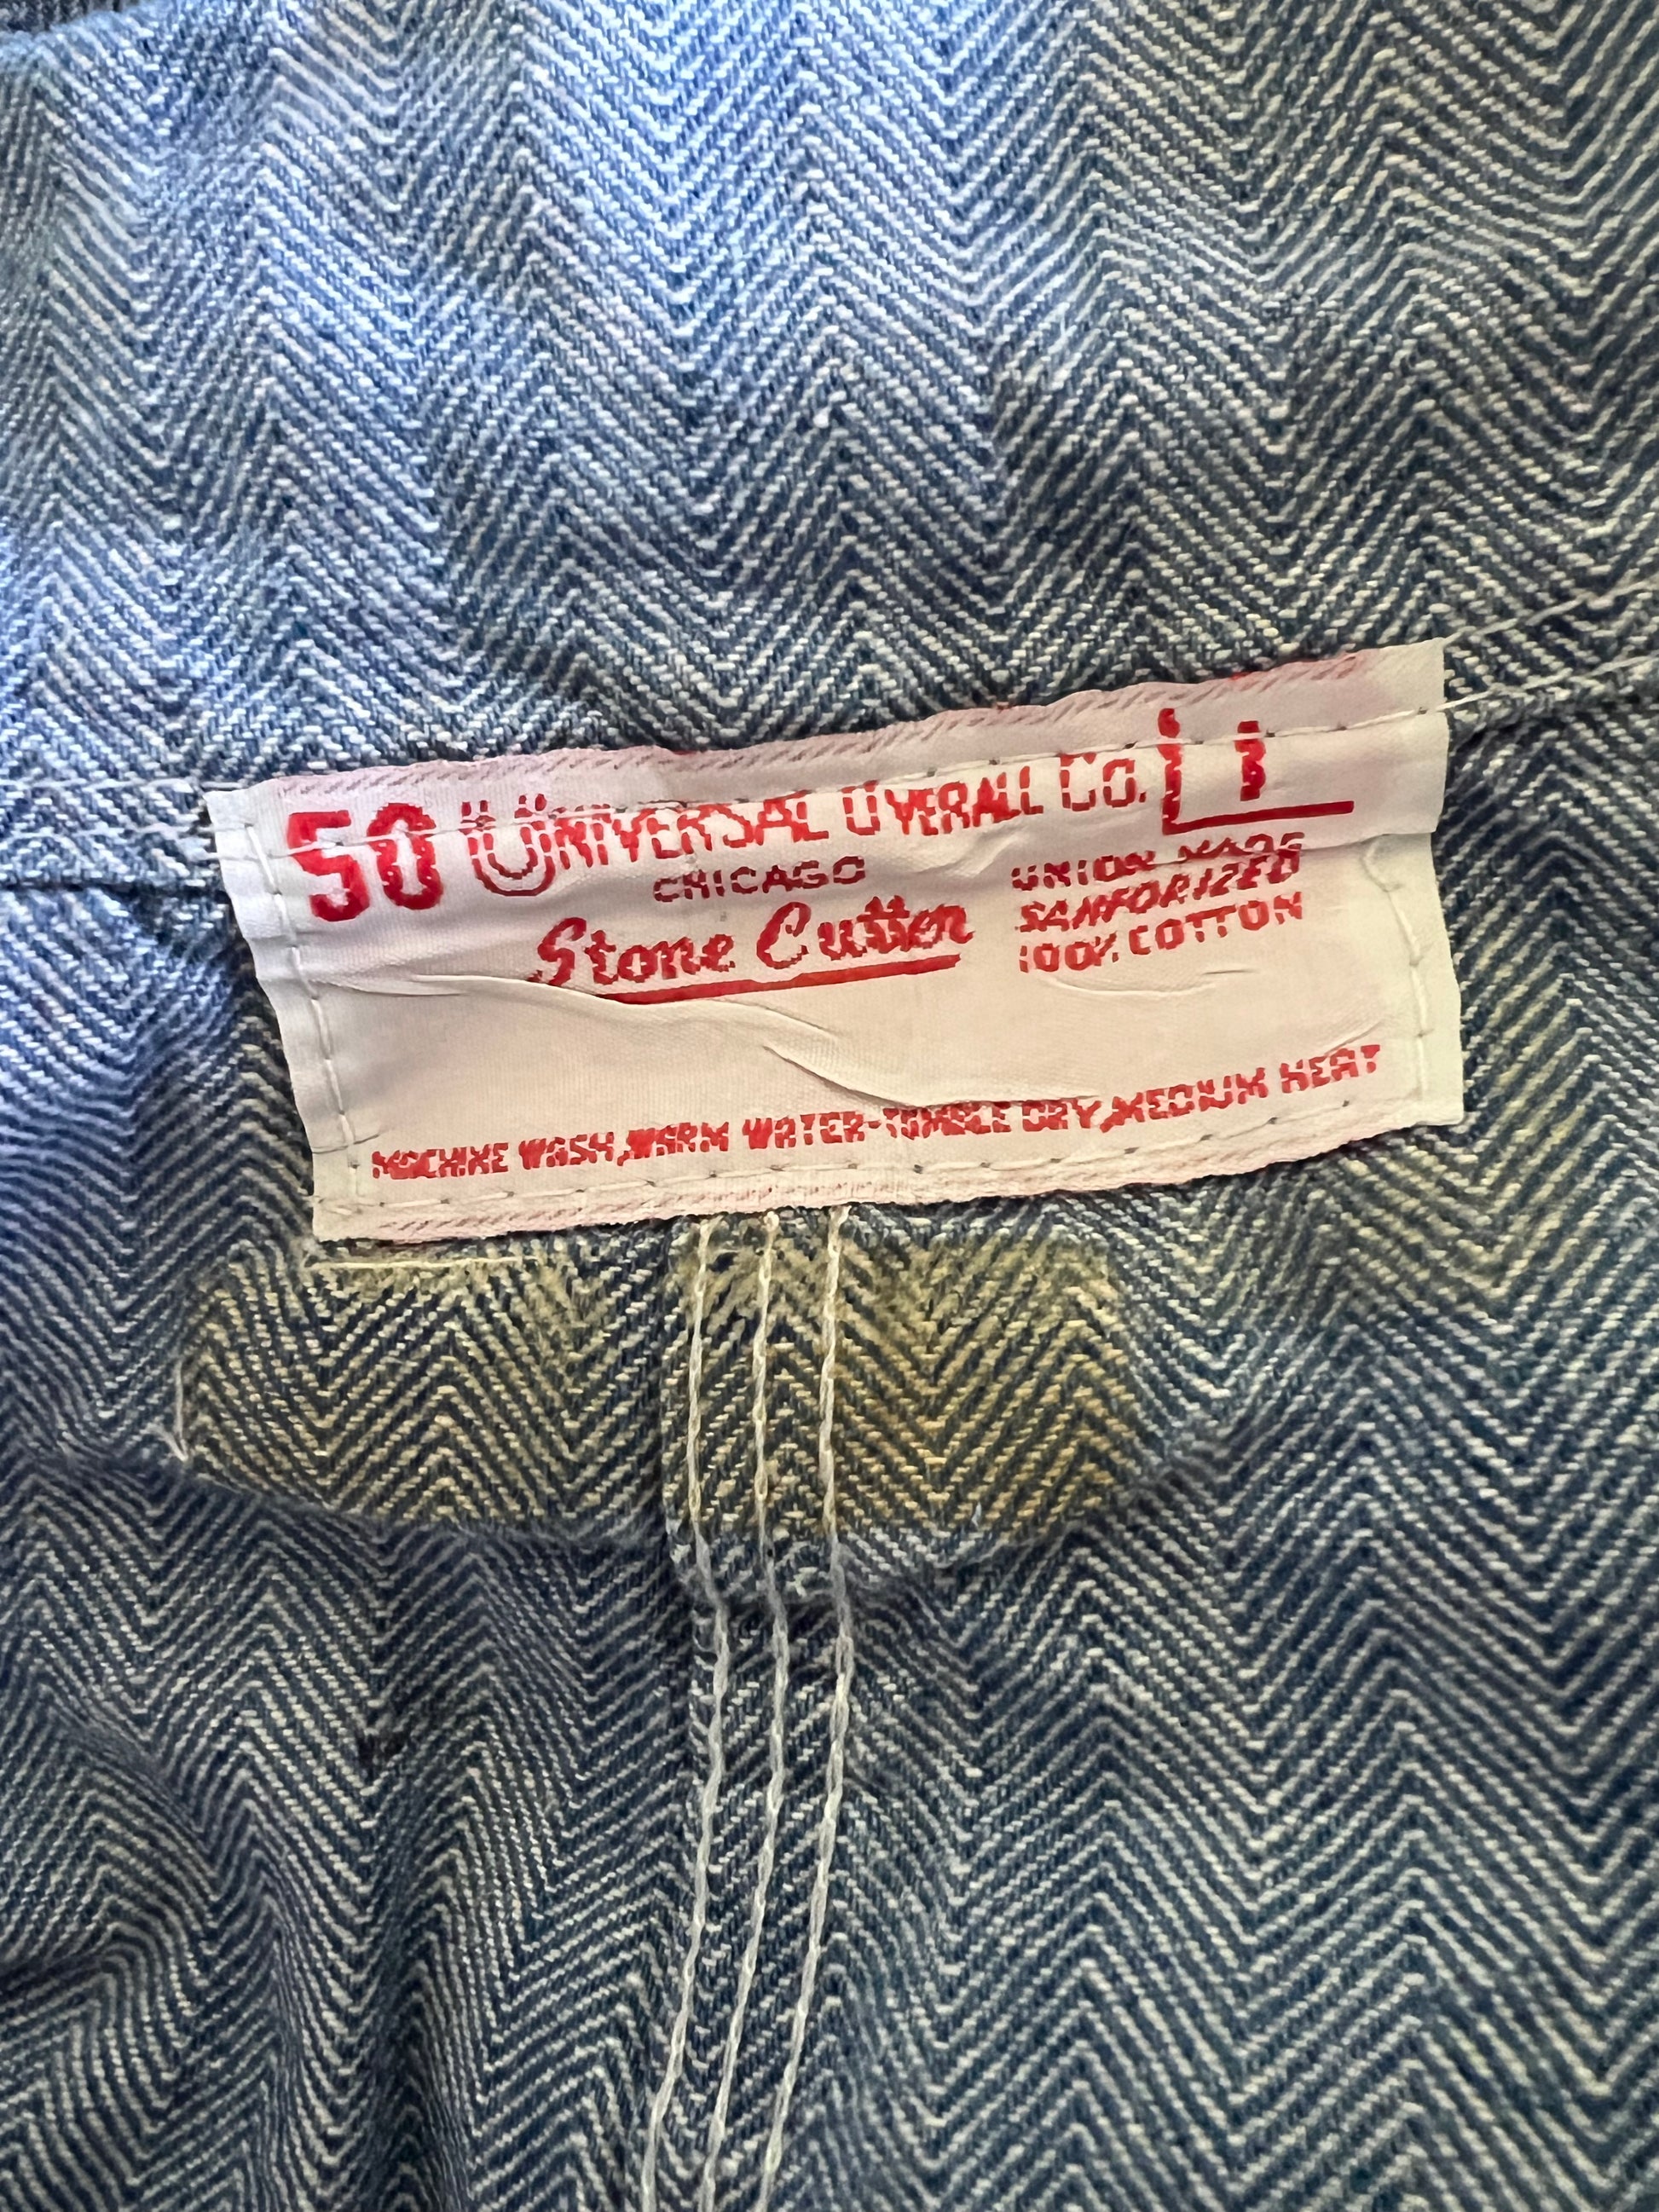 50 UNIVERSAL OVERALL CO. L
CHICAGO
Stone Cutter
UNION MADE
SANFORIZED
100% COTTON
MACHINE WASH, WARM WATER-TUMBLE DRY, MEDIUM HEAT